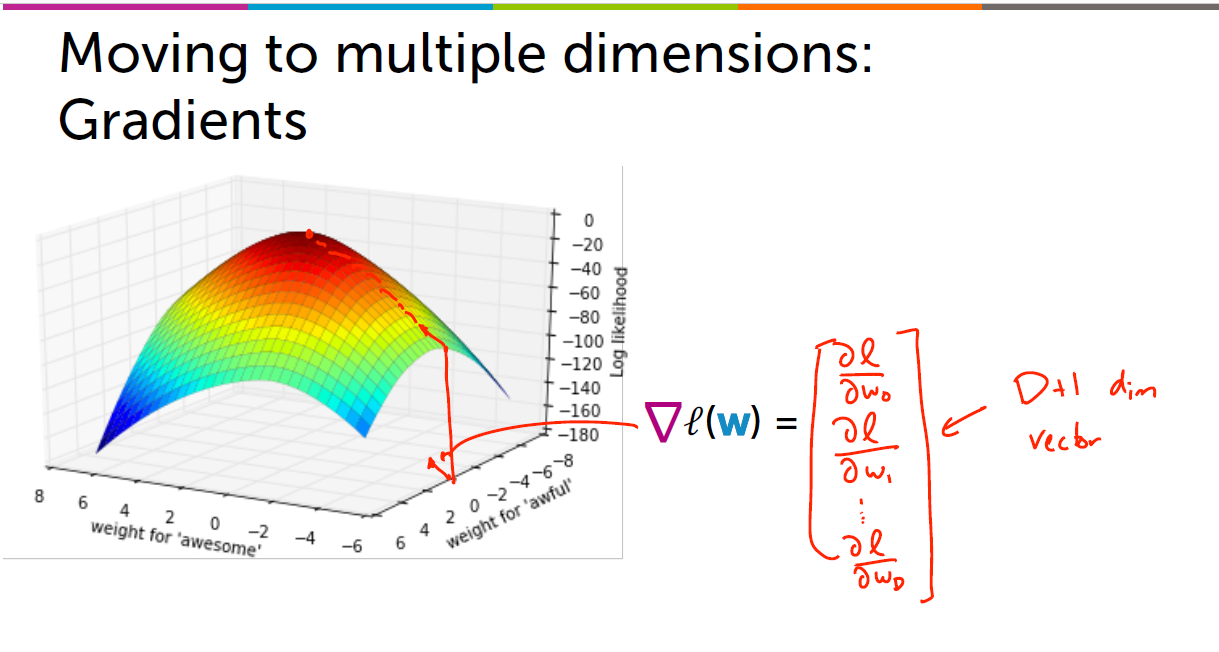 Moving to multiple dimensions:
Gradients
0
−20
−40
−60
−80
−100
−120
−140
−160
−180
Log likelihood
8
6
4
2
0
−2
−4
−6
weight for 'awesome'
6
4
2
0
−2
−4
−6
−8
weight for 'awful'
∇ℓ(w) =
∂ℓ
∂w₀
∂ℓ
∂w₁
⋮
∂ℓ
∂w_D
D+1 dim
vector